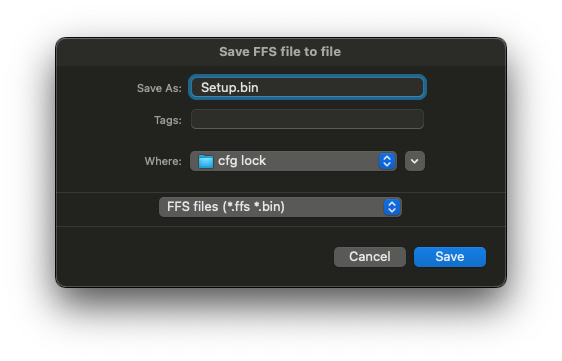 Save FFS file to file
Save As: Setup.bin
Tags:
Where: cfg lock
FFS files (*.ffs *.bin)
Cancel Save